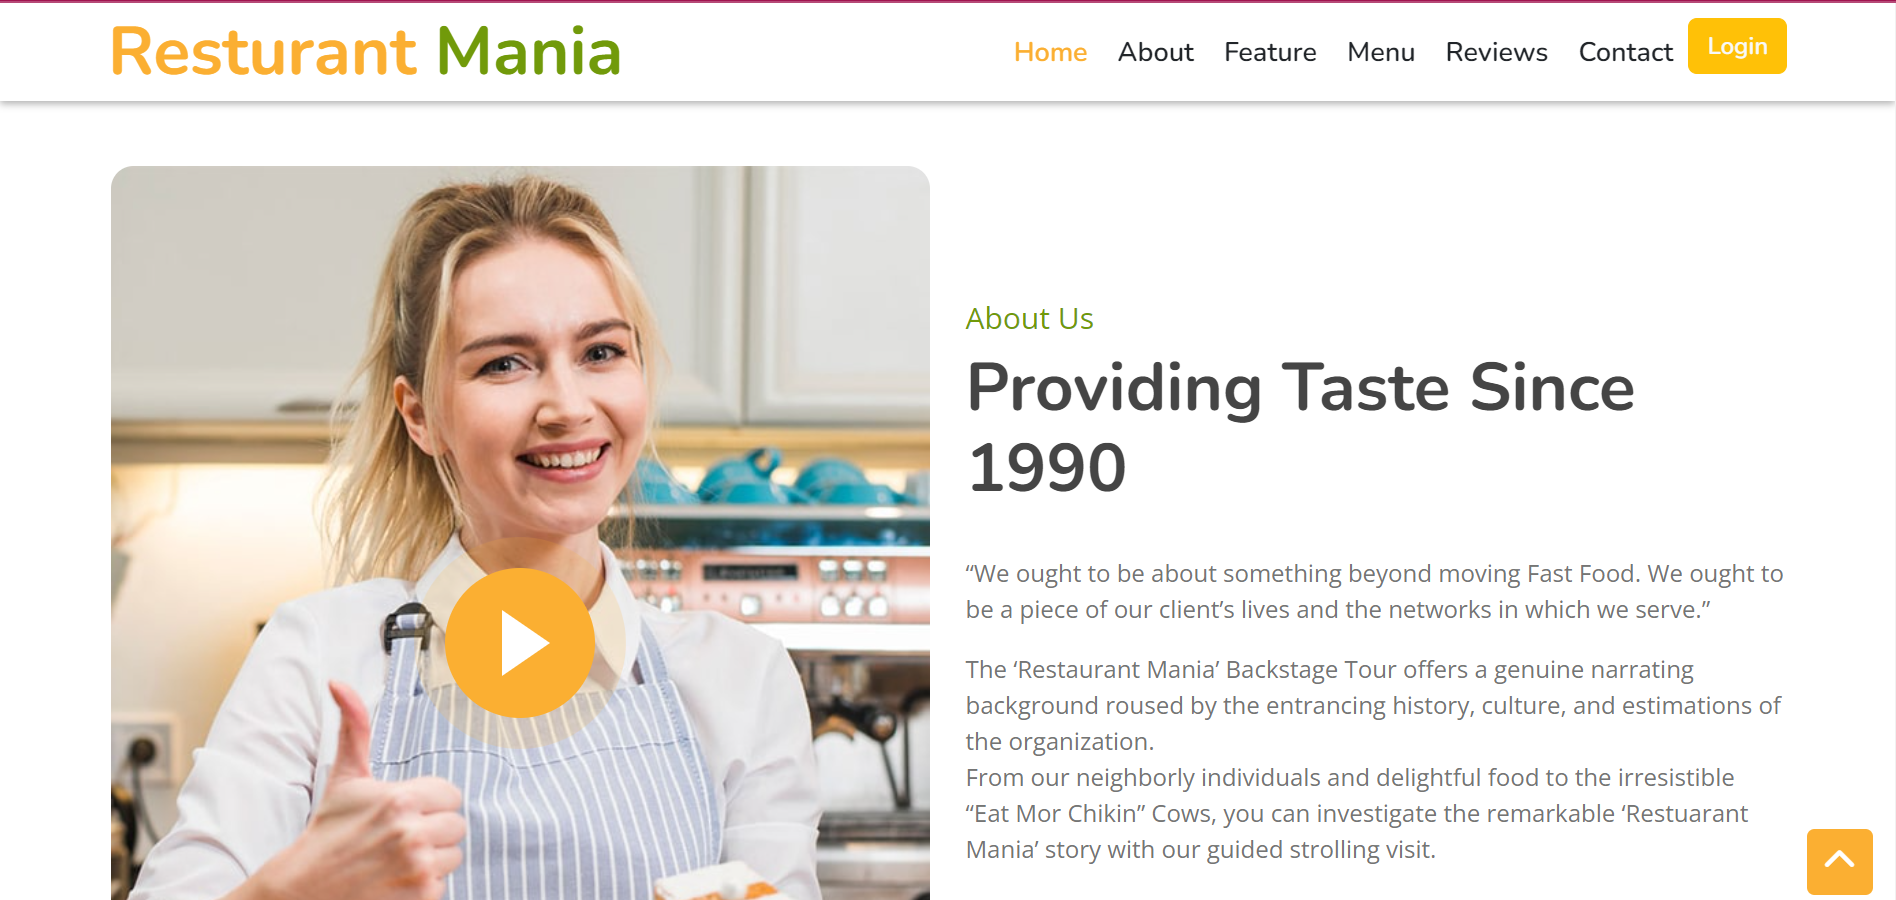 Resturant Mania
Home About Feature Menu Reviews Contact Login
About Us
Providing Taste Since
1990
“We ought to be about something beyond moving Fast Food. We ought to
be a piece of our client’s lives and the networks in which we serve.”
The ‘Restaurant Mania’ Backstage Tour offers a genuine narrating
background roused by the entrancing history, culture, and estimations of
the organization.
From our neighborly individuals and delightful food to the irresistible
“Eat Mor Chikin” Cows, you can investigate the remarkable ‘Restuarant
Mania’ story with our guided strolling visit.